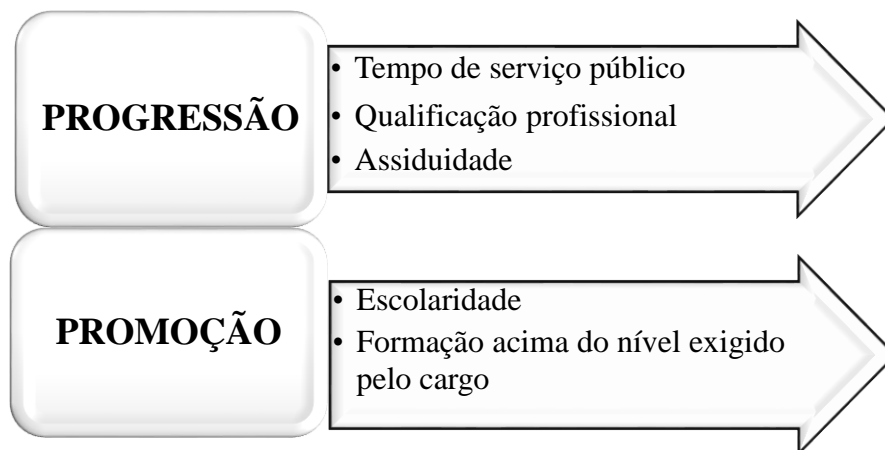 PROGRESSÃO
• Tempo de serviço público
• Qualificação profissional
• Assiduidade
PROMOÇÃO
• Escolaridade
• Formação acima do nível exigido
pelo cargo